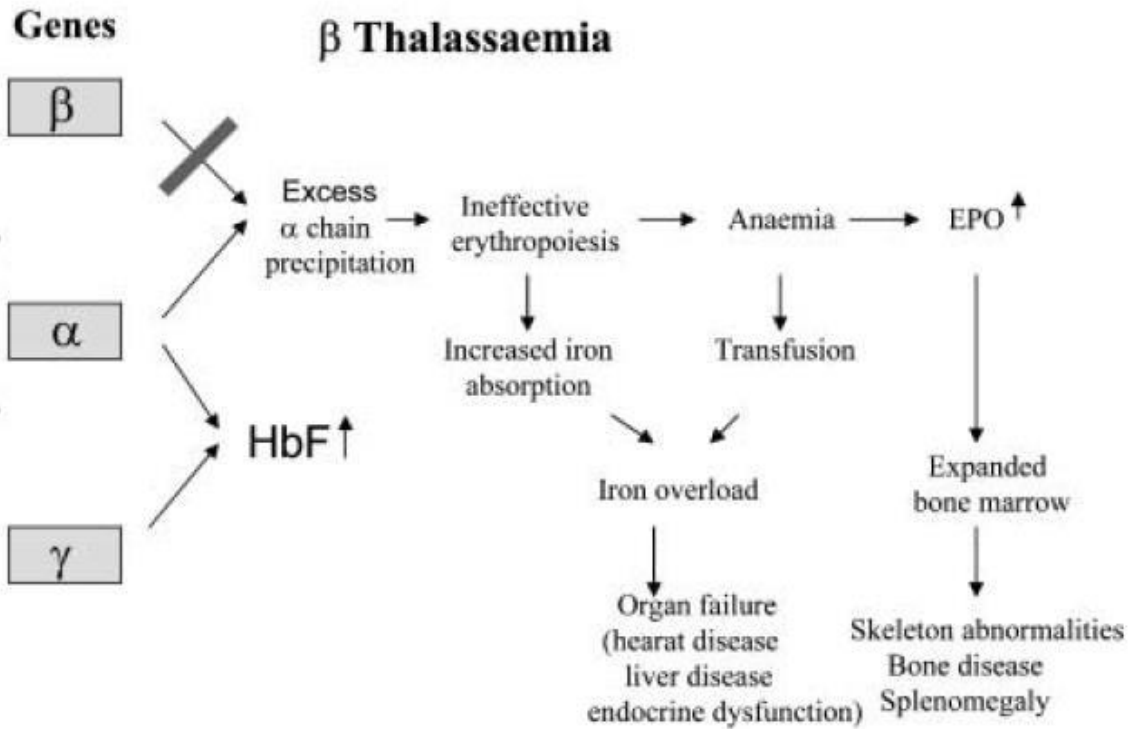 Genes
β Thalassaemia
β
α
γ
Excess
α chain
precipitation
Ineffective
erythropoiesis
Anaemia
EPO
Increased iron
absorption
Transfusion
HbF
Iron overload
Expanded
bone marrow
Organ failure
(hearat disease
liver disease
endocrine dysfunction)
Skeleton abnormalities
Bone disease
Splenomegaly